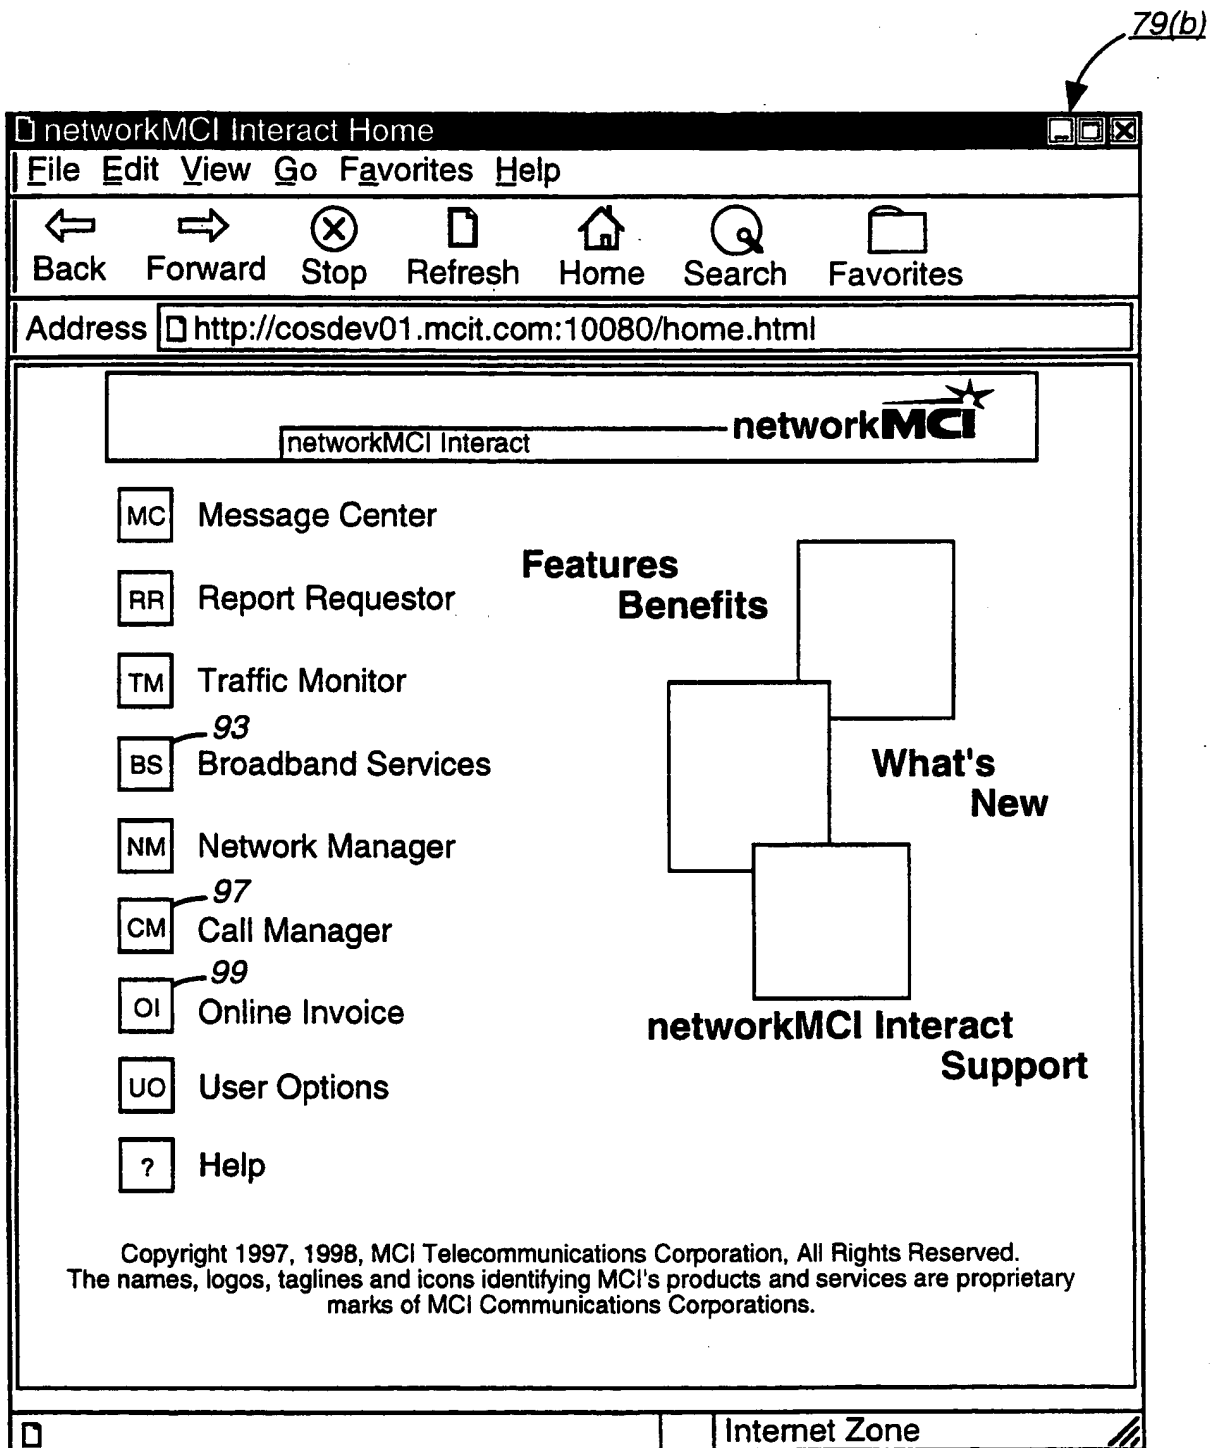 79(b)
networkMCI Interact Home
File Edit View Go Favorites Help
Back Forward Stop Refresh Home Search Favorites
Address http://cosdev01.mcit.com:10080/home.html
networkMCI
networkMCI Interact
MC Message Center
RR Report Requestor
TM Traffic Monitor
93
BS Broadband Services
NM Network Manager
97
CM Call Manager
99
OI Online Invoice
UO User Options
? Help
Features
Benefits
What's
New
networkMCI Interact
Support
Copyright 1997, 1998, MCI Telecommunications Corporation, All Rights Reserved.
The names, logos, taglines and icons identifying MCI's products and services are proprietary
marks of MCI Communications Corporations.
Internet Zone